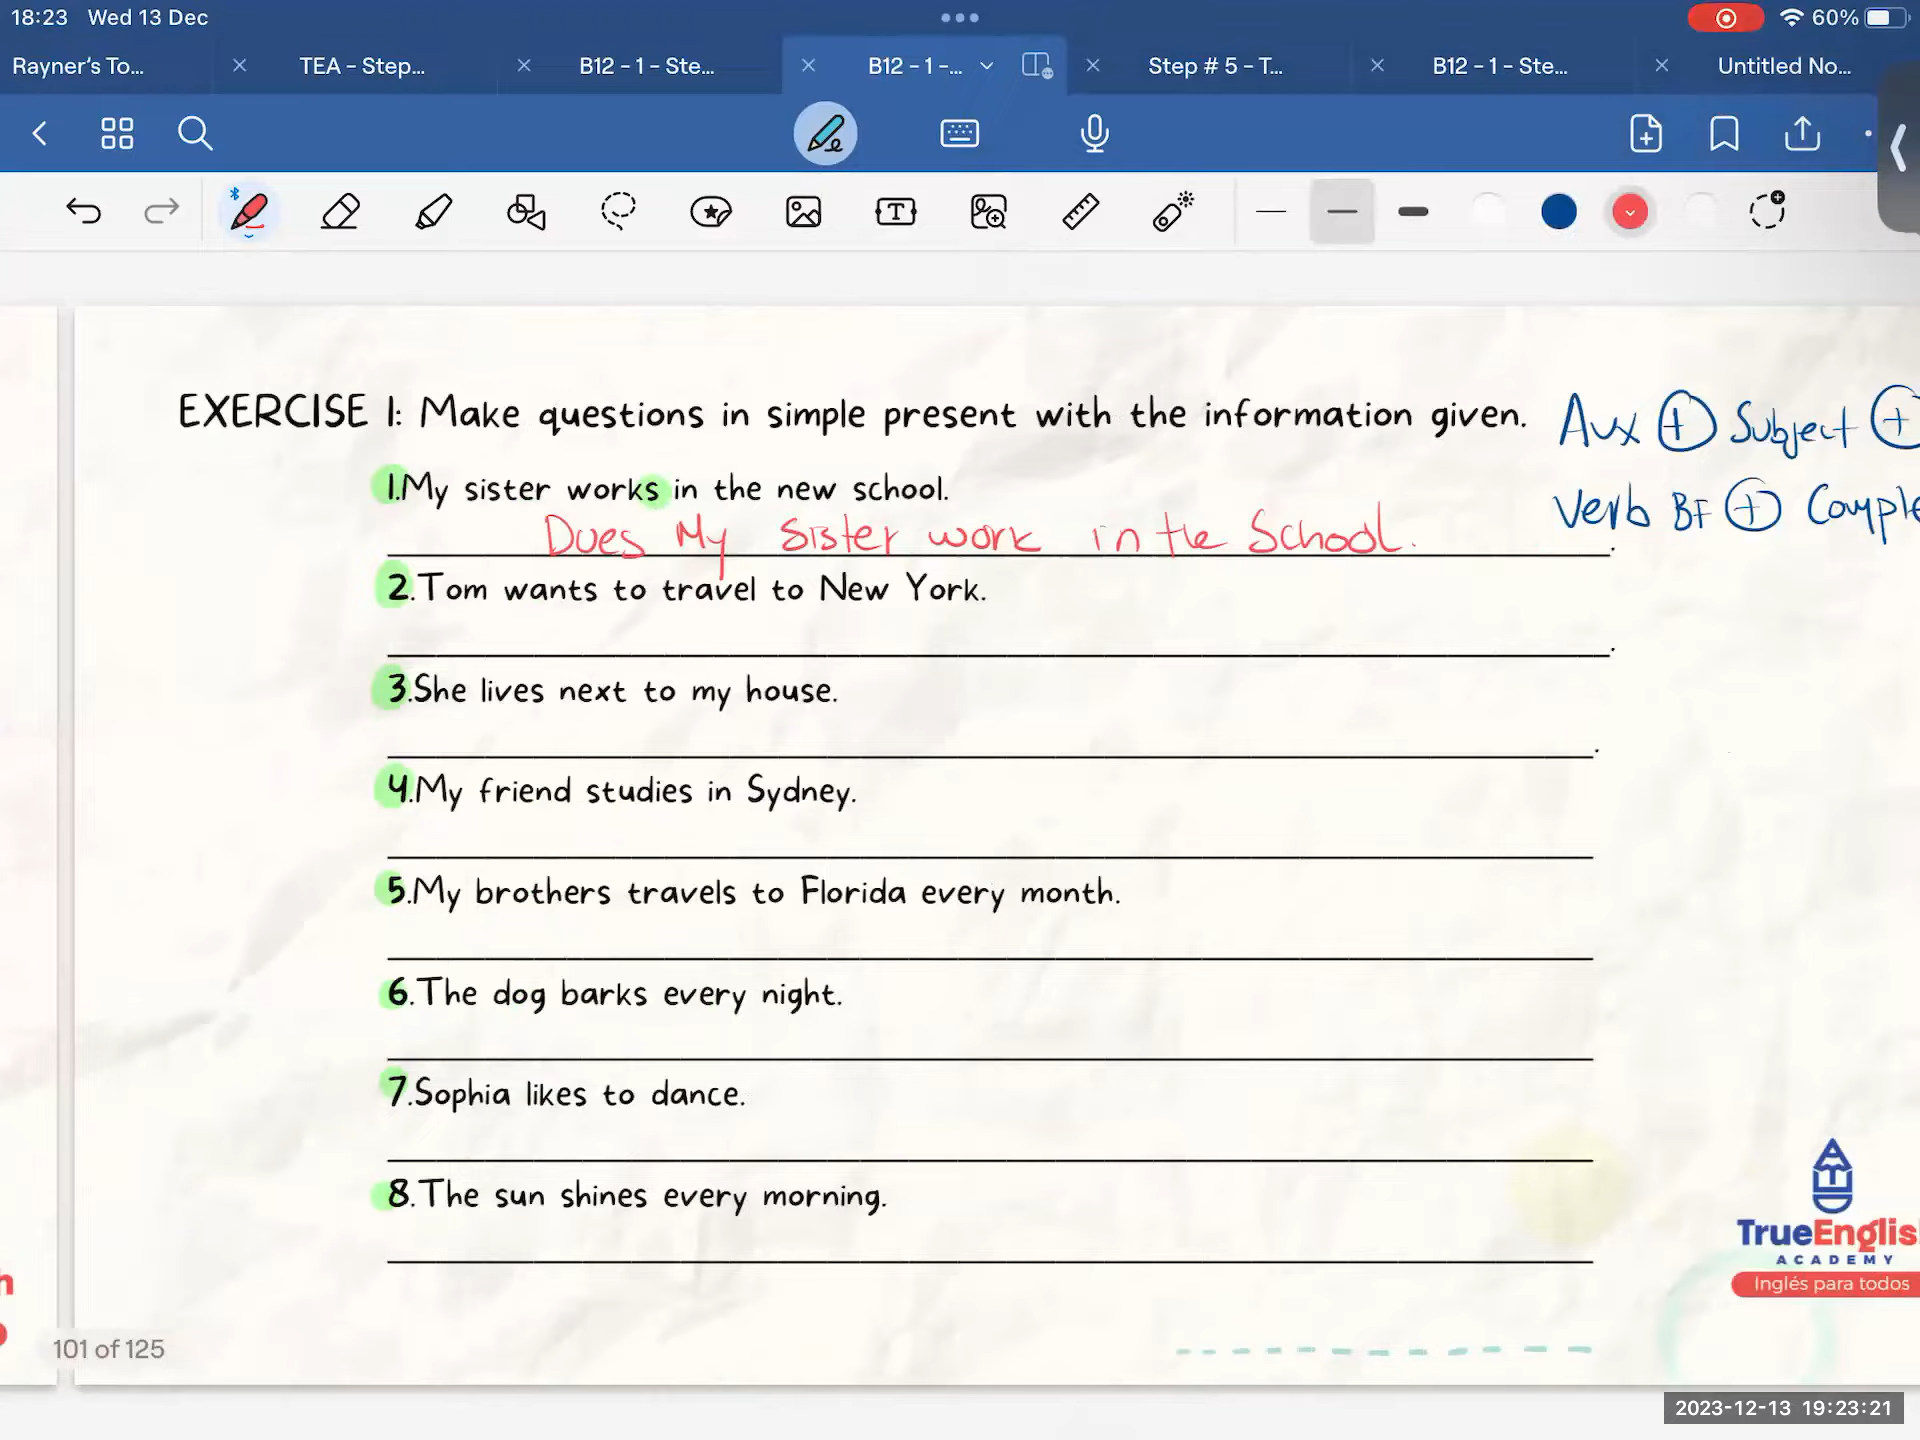 18:23 Wed 13 Dec
60%
Rayner's To...
TEA - Step...
B12 - 1 - Ste...
B12 - 1 -...
Step # 5 - T...
B12 - 1 - Ste...
Untitled No...
EXERCISE 1: Make questions in simple present with the information given.
Aux + Subject +
Verb BF + Comple
1.My sister works in the new school.
Does My Sister work in the School.
2.Tom wants to travel to New York.
3.She lives next to my house.
4.My friend studies in Sydney.
5.My brothers travels to Florida every month.
6.The dog barks every night.
7.Sophia likes to dance.
8.The sun shines every morning.
TrueEnglis
ACADEMY
Inglés para todos
h
101 of 125
2023-12-13 19:23:21